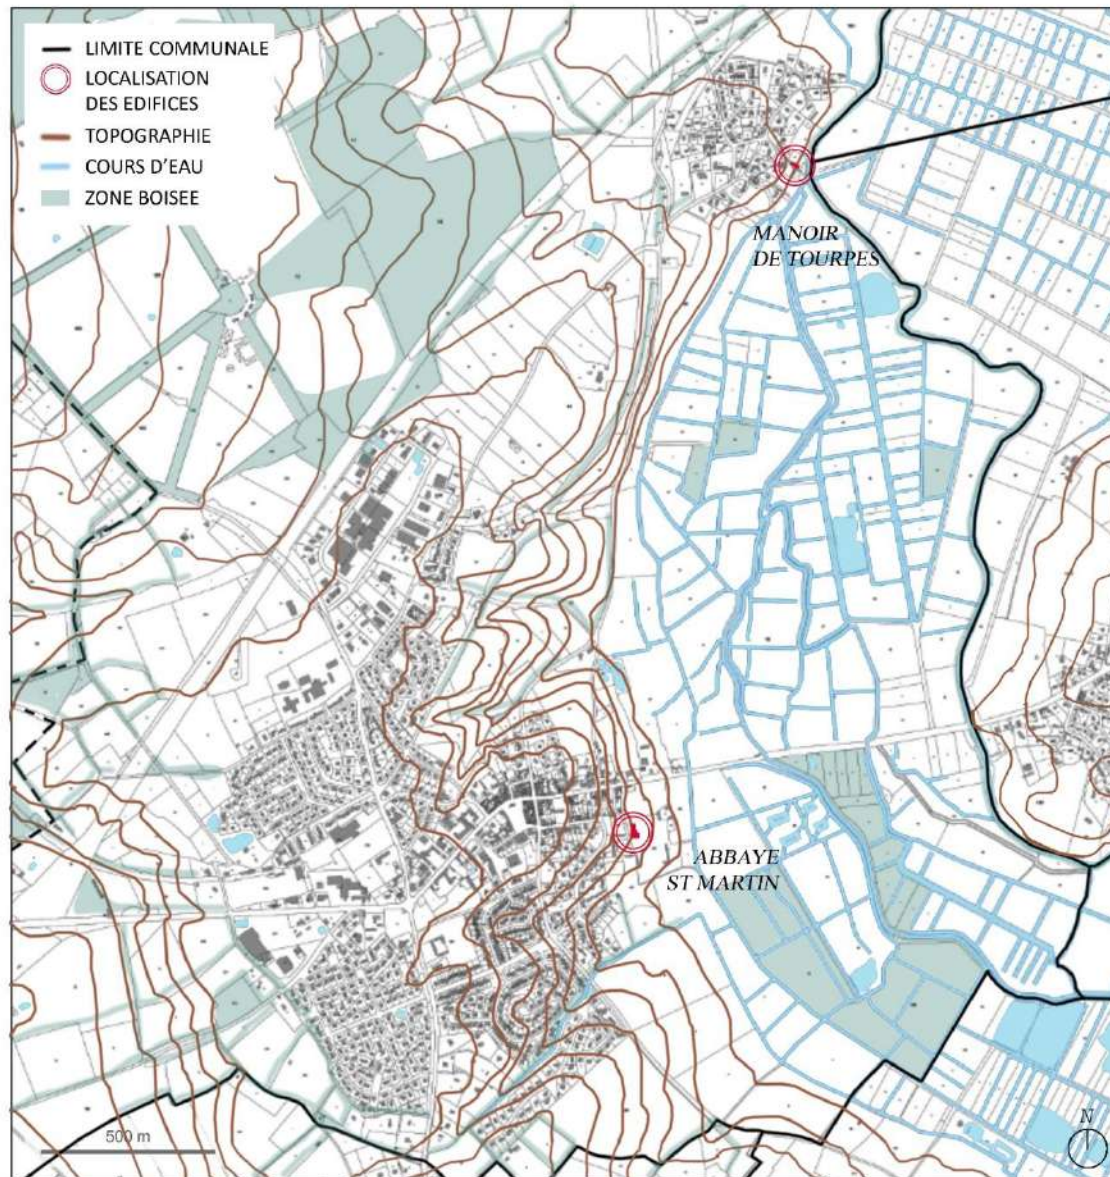 LIMITE COMMUNALE
LOCALISATION
DES EDIFICES
TOPOGRAPHIE
COURS D'EAU
ZONE BOISEE
MANOIR
DE TOURPES
ABBAYE
ST MARTIN
500 m
N